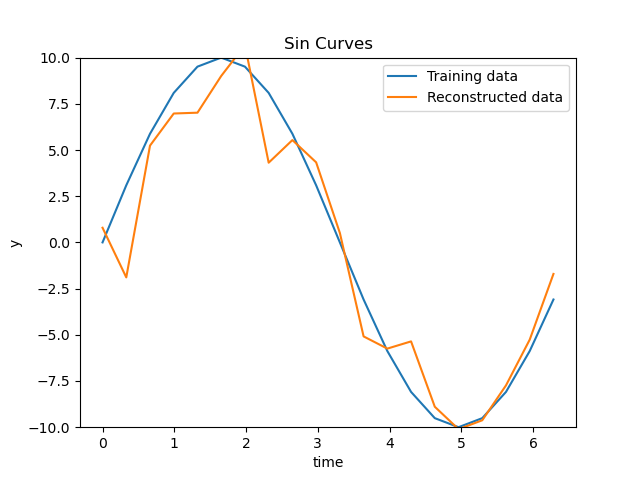 Sin Curves
Training data
Reconstructed data
10.0
7.5
5.0
2.5
0.0
−2.5
−5.0
−7.5
−10.0
y
0 1 2 3 4 5 6
time